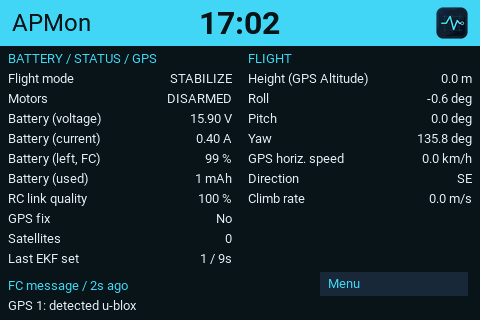 APMon 17:02
BATTERY / STATUS / GPS
Flight mode STABILIZE
Motors DISARMED
Battery (voltage) 15.90 V
Battery (current) 0.40 A
Battery (left, FC) 99 %
Battery (used) 1 mAh
RC link quality 100 %
GPS fix No
Satellites 0
Last EKF set 1 / 9s
FC message / 2s ago
GPS 1: detected u-blox
FLIGHT
Height (GPS Altitude) 0.0 m
Roll -0.6 deg
Pitch 0.0 deg
Yaw 135.8 deg
GPS horiz. speed 0.0 km/h
Direction SE
Climb rate 0.0 m/s
Menu